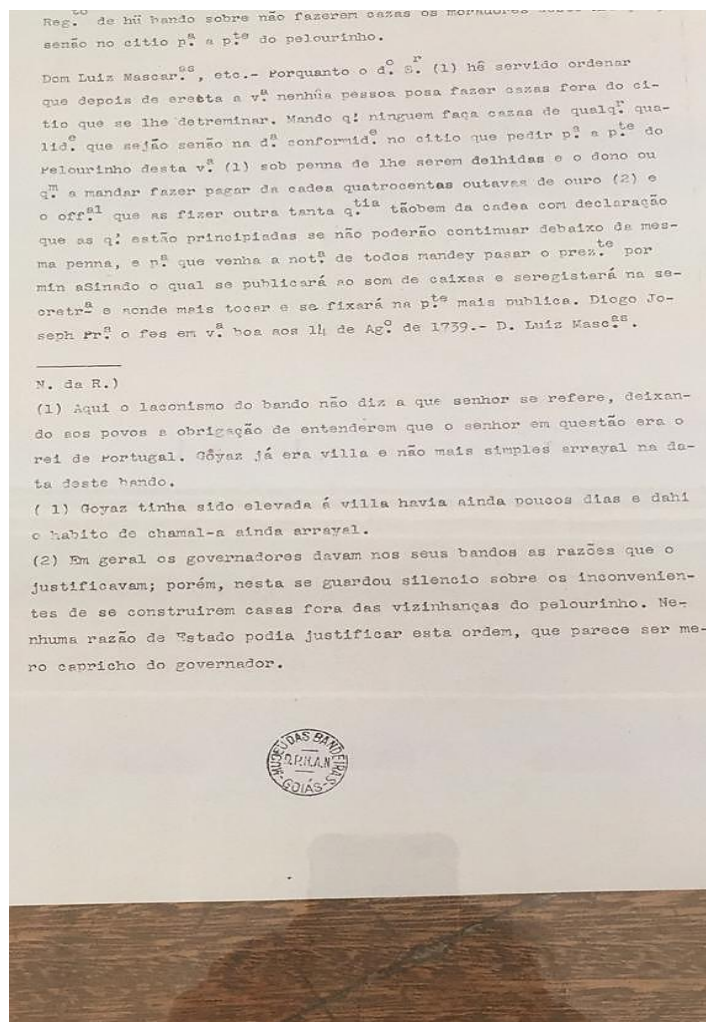 Reg.to de hũ bando sobre não fazerem cazas os moradores
senão no citio p.a a p.te do pelourinho.
Dom Luiz Mascar.as, etc.- Porquanto o d.o s.r (1) hê servido ordenar
que depois de erecta a v.a nenhũa pessoa posa fazer cazas fora do ci-
tio que se lhe detreminar. Mando q.' ninguem faça cazas de qualq.r qua-
lid.e que sejão senão na d.a conformid.e no citio que pedir p.a a p.te do
Pelourinho desta v.a (1) sob penna de lhe serem delhidas e o dono ou
q.m a mandar fazer pagar da cadea quatrocentas outavas de ouro (2) e
o off.al que as fizer outra tanta q.tia tãobem da cadea com declaração
que as q.' estão principiadas se não poderão continuar debaixo da mes-
ma penna, e p.a que venha a not.a de todos mandey pasar o prez.te por
min aSinado o qual se publicará ao som de caixas e seregistará na se-
cretr.a e aonde mais tocar e se fixará na p.te mais publica. Diogo Jo-
seph Pr.a o fes em v.a boa aos 14 de Ag.o de 1739.- D. Luiz Masc.as.
N. da R.)
(1) Aqui o laconismo do bando não diz a que senhor se refere, deixan-
do aos povos a obrigação de entenderem que o senhor em questão era o
rei de Portugal. Goyaz já era villa e não mais simples arrayal na da-
ta deste bando.
( 1) Goyaz tinha sido elevada á villa havia ainda poucos dias e dahi
o habito de chamal-a ainda arrayal.
(2) Em geral os governadores davam nos seus bandos as razões que o
justificavam; porém, nesta se guardou silencio sobre os inconvenien-
tes de se construirem casas fora das vizinhanças do pelourinho. Ne-
nhuma razão de Estado podia justificar esta ordem, que parece ser me-
ro capricho do governador.
MUSEU DAS BANDEIRAS
D.P.H.A.N
-GOIÁS-